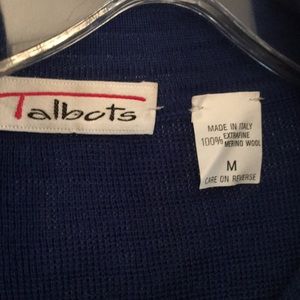 Talbots
MADE IN ITALY
100% EXTRAFINE
MERINO WOOL
M
CARE ON REVERSE